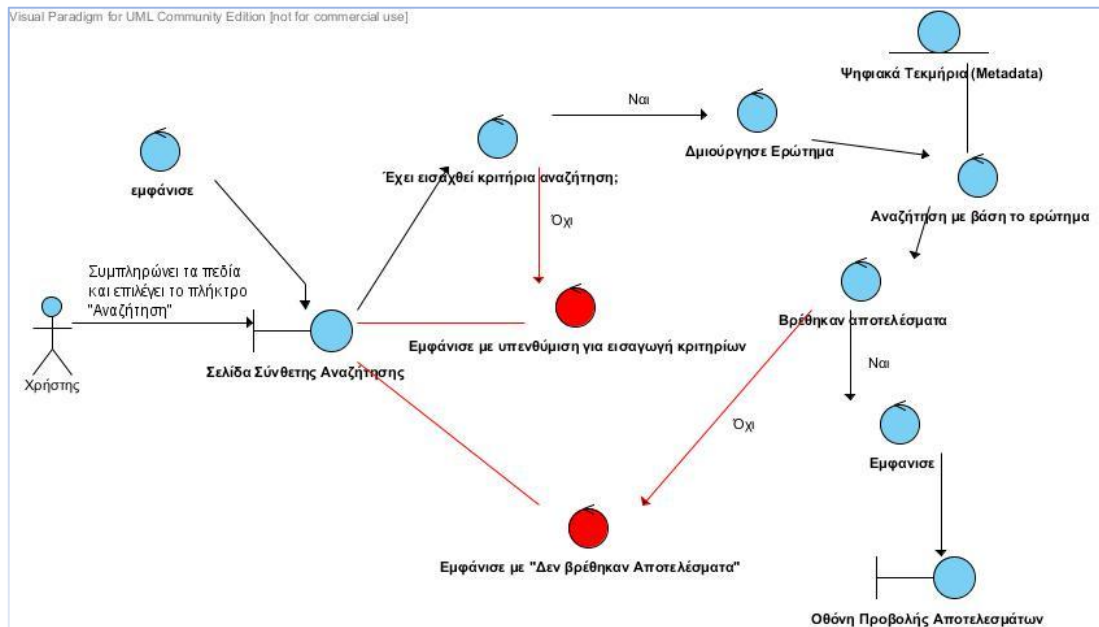 Visual Paradigm for UML Community Edition [not for commercial use]
Ψηφιακά Τεκμήρια (Metadata)
Ναι
Δμιούργησε Ερώτημα
εμφάνισε
Έχει εισαχθεί κριτήρια αναζήτηση;
Αναζήτηση με βάση το ερώτημα
Όχι
Συμπληρώνει τα πεδία
και επιλέγει το πλήκτρο
"Αναζήτηση"
Βρέθηκαν αποτελέσματα
Εμφάνισε με υπενθύμιση για εισαγωγή κριτηρίων
Σελίδα Σύνθετης Αναζήτησης
Χρήστης
Ναι
Όχι
Εμφανισε
Εμφάνισε με "Δεν βρέθηκαν Αποτελέσματα"
Οθόνη Προβολής Αποτελεσμάτων